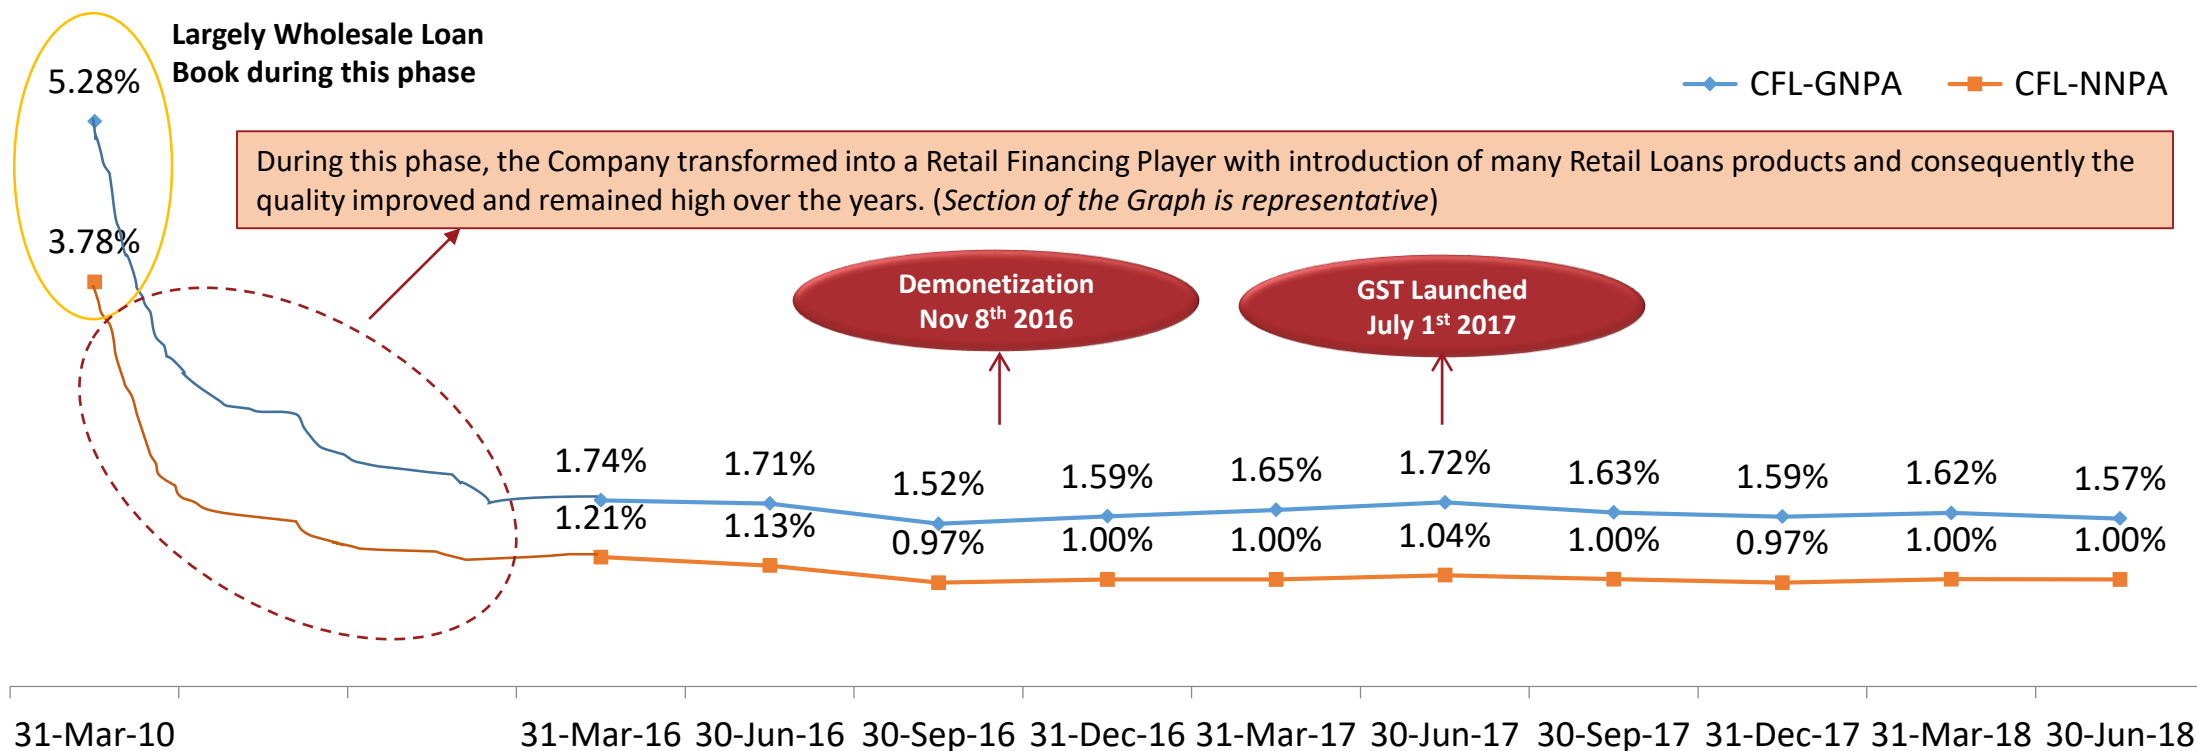 Largely Wholesale Loan
Book during this phase
5.28%
3.78%
CFL-GNPA
CFL-NNPA
During this phase, the Company transformed into a Retail Financing Player with introduction of many Retail Loans products and consequently the
quality improved and remained high over the years. (Section of the Graph is representative)
Demonetization
Nov 8th 2016
GST Launched
July 1st 2017
1.74% 1.71% 1.52% 1.59% 1.65% 1.72% 1.63% 1.59% 1.62% 1.57%
1.21% 1.13% 0.97% 1.00% 1.00% 1.04% 1.00% 0.97% 1.00% 1.00%
31-Mar-10 31-Mar-16 30-Jun-16 30-Sep-16 31-Dec-16 31-Mar-17 30-Jun-17 30-Sep-17 31-Dec-17 31-Mar-18 30-Jun-18